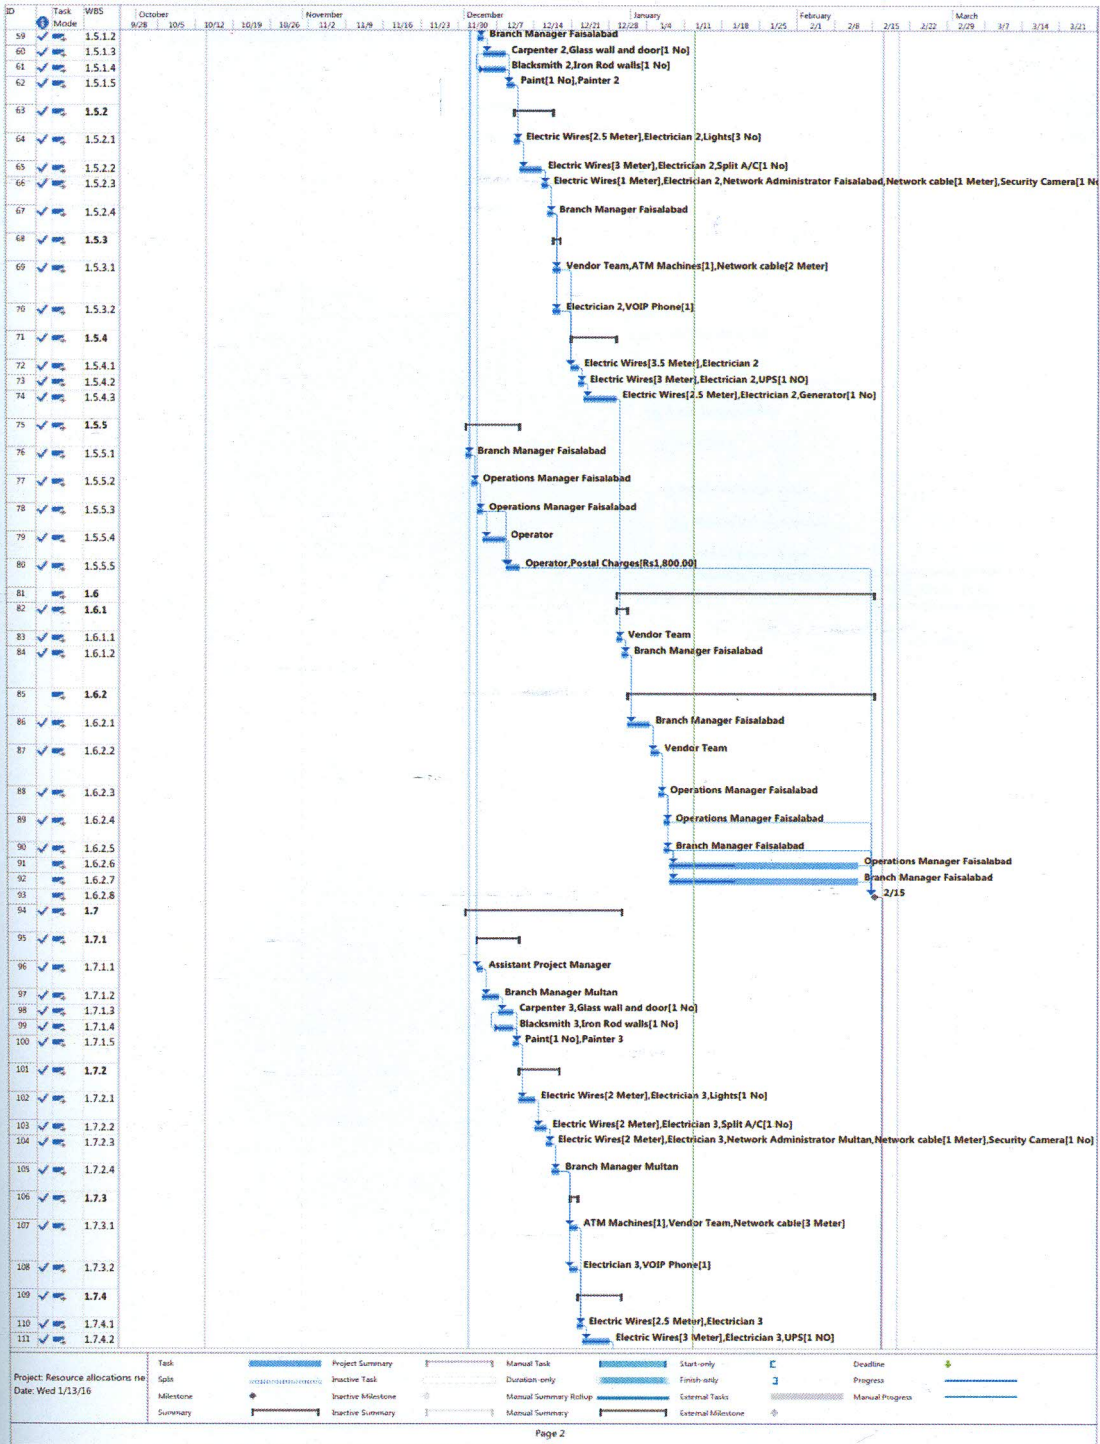 ID Task Mode WBS October November December January February March
9/28 10/5 10/12 10/19 10/26 11/2 11/9 11/16 11/23 11/30 12/7 12/14 12/21 12/28 1/4 1/11 1/18 1/25 2/1 2/8 2/15 2/22 2/29 3/7 3/14 3/21
59 1.5.1.2 Branch Manager Faisalabad
60 1.5.1.3 Carpenter 2,Glass wall and door[1 No]
61 1.5.1.4 Blacksmith 2,Iron Rod walls[1 No]
62 1.5.1.5 Paint[1 No],Painter 2
63 1.5.2
64 1.5.2.1 Electric Wires[2.5 Meter],Electrician 2,Lights[3 No]
65 1.5.2.2 Electric Wires[3 Meter],Electrician 2,Split A/C[1 No]
66 1.5.2.3 Electric Wires[1 Meter],Electrician 2,Network Administrator Faisalabad,Network cable[1 Meter],Security Camera[1 No
67 1.5.2.4 Branch Manager Faisalabad
68 1.5.3
69 1.5.3.1 Vendor Team,ATM Machines[1],Network cable[2 Meter]
70 1.5.3.2 Electrician 2,VOIP Phone[1]
71 1.5.4
72 1.5.4.1 Electric Wires[3.5 Meter],Electrician 2
73 1.5.4.2 Electric Wires[3 Meter],Electrician 2,UPS[1 NO]
74 1.5.4.3 Electric Wires[2.5 Meter],Electrician 2,Generator[1 No]
75 1.5.5
76 1.5.5.1 Branch Manager Faisalabad
77 1.5.5.2 Operations Manager Faisalabad
78 1.5.5.3 Operations Manager Faisalabad
79 1.5.5.4 Operator
80 1.5.5.5 Operator,Postal Charges[Rs1,800.00]
81 1.6
82 1.6.1
83 1.6.1.1 Vendor Team
84 1.6.1.2 Branch Manager Faisalabad
85 1.6.2
86 1.6.2.1 Branch Manager Faisalabad
87 1.6.2.2 Vendor Team
88 1.6.2.3 Operations Manager Faisalabad
89 1.6.2.4 Operations Manager Faisalabad
90 1.6.2.5 Branch Manager Faisalabad
91 1.6.2.6 Operations Manager Faisalabad
92 1.6.2.7 Branch Manager Faisalabad
93 1.6.2.8 2/15
94 1.7
95 1.7.1
96 1.7.1.1 Assistant Project Manager
97 1.7.1.2 Branch Manager Multan
98 1.7.1.3 Carpenter 3,Glass wall and door[1 No]
99 1.7.1.4 Blacksmith 3,Iron Rod walls[1 No]
100 1.7.1.5 Paint[1 No],Painter 3
101 1.7.2
102 1.7.2.1 Electric Wires[2 Meter],Electrician 3,Lights[1 No]
103 1.7.2.2 Electric Wires[2 Meter],Electrician 3,Split A/C[1 No]
104 1.7.2.3 Electric Wires[2 Meter],Electrician 3,Network Administrator Multan,Network cable[1 Meter],Security Camera[1 No]
105 1.7.2.4 Branch Manager Multan
106 1.7.3
107 1.7.3.1 ATM Machines[1],Vendor Team,Network cable[3 Meter]
108 1.7.3.2 Electrician 3,VOIP Phone[1]
109 1.7.4
110 1.7.4.1 Electric Wires[2.5 Meter],Electrician 3
111 1.7.4.2 Electric Wires[3 Meter],Electrician 3,UPS[1 NO]
Project: Resource allocations ne
Date: Wed 1/13/16
Task Project Summary Manual Task Start-only Deadline
Split Inactive Task Duration-only Finish-only Progress
Milestone Inactive Milestone Manual Summary Rollup External Tasks Manual Progress
Summary Inactive Summary Manual Summary External Milestone
Page 2